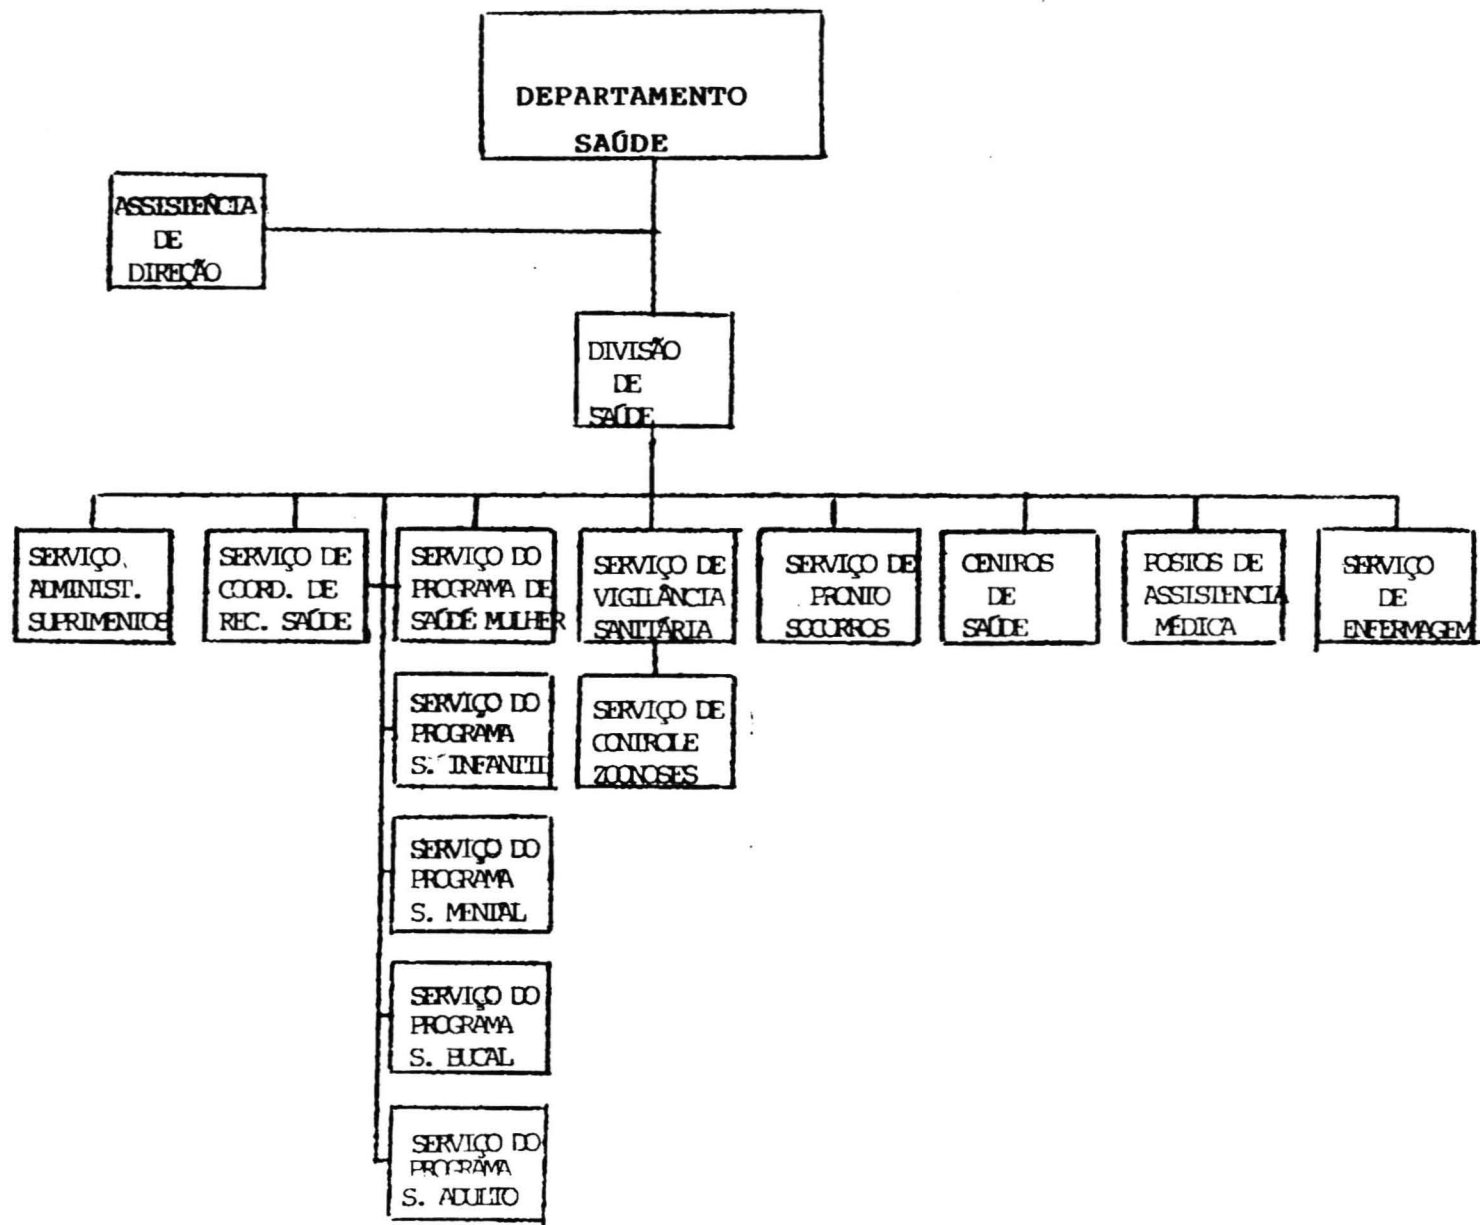 DEPARTAMENTO
SAÚDE
ASSISTÊNCIA
DE
DIREÇÃO
DIVISÃO
DE
SAÚDE
SERVIÇO
ADMINIST.
SUPRIMENTOS
SERVIÇO DE
COORD. DE
REC. SAÚDE
SERVIÇO DO
PROGRAMA DE
SAÚDE MULHER
SERVIÇO DE
VIGILÂNCIA
SANITÁRIA
SERVIÇO DE
PRONTO
SOCORROS
CENTROS
DE
SAÚDE
POSTOS DE
ASSISTENCIA
MÉDICA
SERVIÇO
DE
ENFERMAGEM
SERVIÇO DO
PROGRAMA
S. INFANTIL
SERVIÇO DE
CONTROLE
ZOONOSES
SERVIÇO DO
PROGRAMA
S. MENTAL
SERVIÇO DO
PROGRAMA
S. BUCAL
SERVIÇO DO
PROGRAMA
S. ADULTO